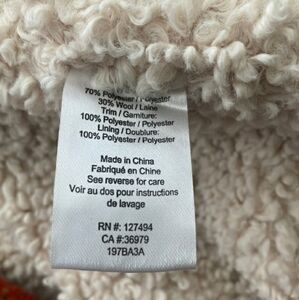 70% Polyester / Polyester
30% Wool / Laine
Trim / Garniture:
100% Polyester / Polyester
Lining / Doublure:
100% Polyester / Polyester
Made in China
Fabriqué en Chine
See reverse for care
Voir au dos pour instructions
de lavage
RN #: 127494
CA #:36979
197BA3A